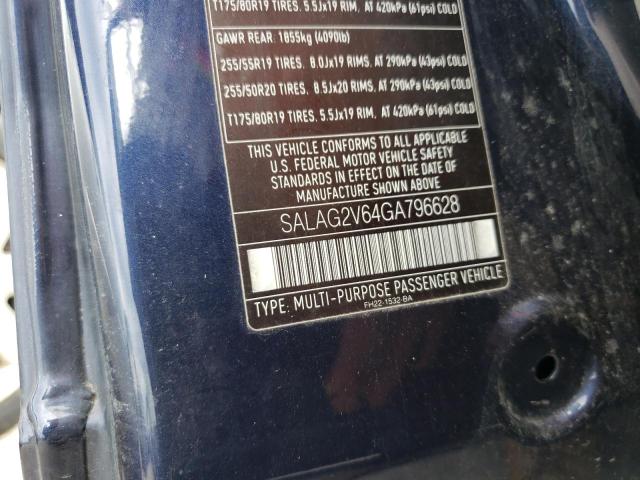 T175/80R19 TIRES. 5.5Jx19 RIM, AT 420kPa (61psi) COLD
GAWR REAR. 1855kg (4090lb)
255/55R19 TIRES. 8.0Jx19 RIMS, AT 290kPa (43psi) COLD
255/50R20 TIRES. 8.5Jx20 RIMS, AT 290kPa (43psi) COLD
T175/80R19 TIRES. 5.5Jx19 RIM, AT 420kPa (61psi) COLD
THIS VEHICLE CONFORMS TO ALL APPLICABLE
U.S. FEDERAL MOTOR VEHICLE SAFETY
STANDARDS IN EFFECT ON THE DATE OF
MANUFACTURE SHOWN ABOVE
SALAG2V64GA796628
TYPE: MULTI-PURPOSE PASSENGER VEHICLE
FH22-1532-BA